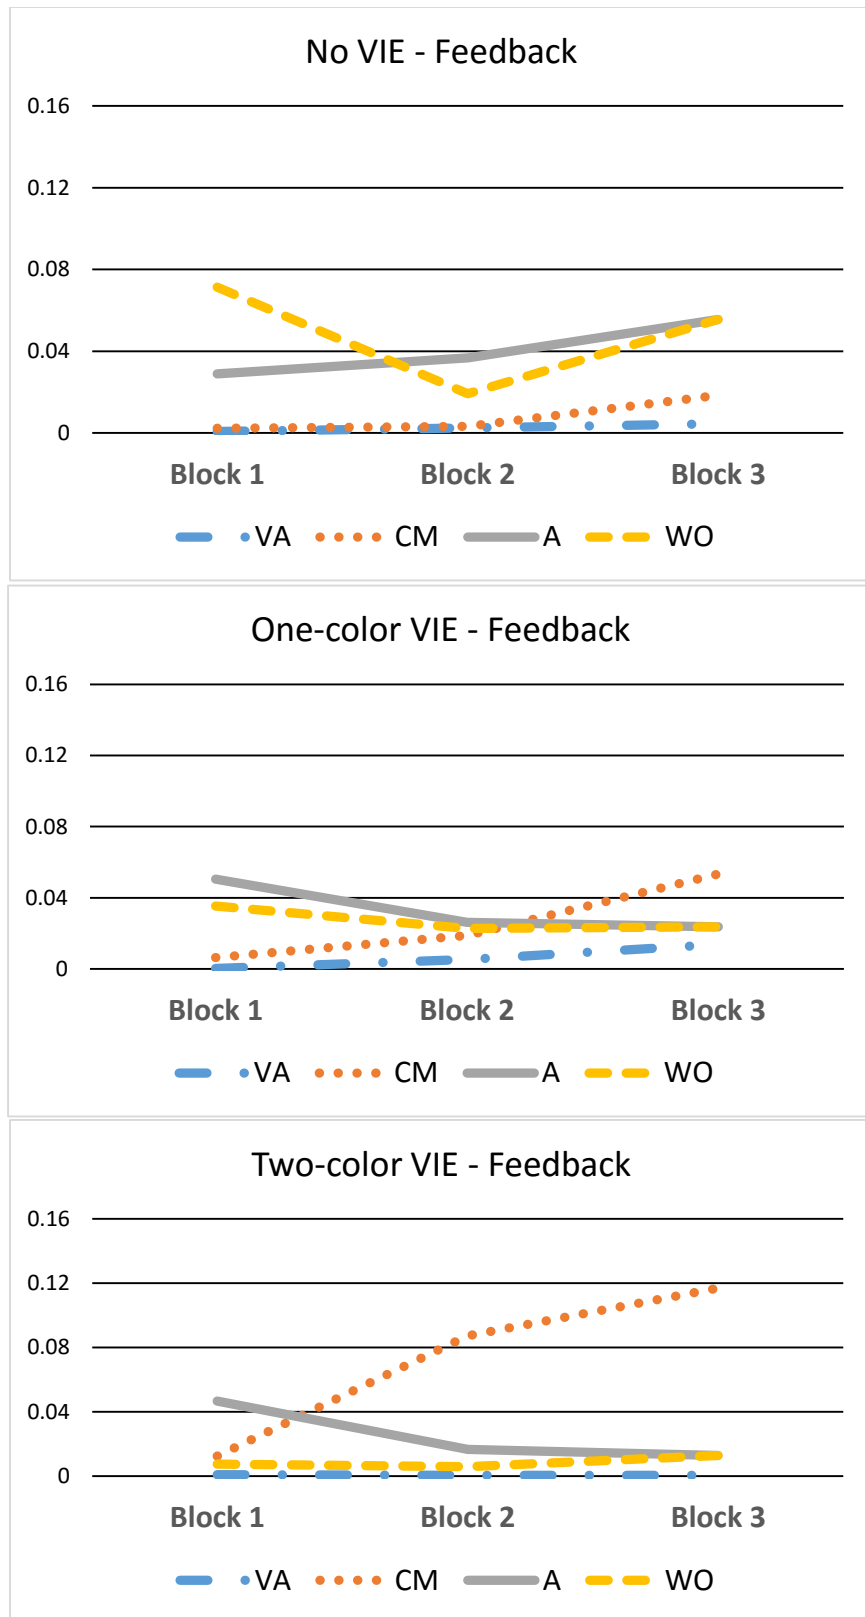 No VIE - Feedback
0.16
0.12
0.08
0.04
0
Block 1 Block 2 Block 3
VA CM A WO
One-color VIE - Feedback
0.16
0.12
0.08
0.04
0
Block 1 Block 2 Block 3
VA CM A WO
Two-color VIE - Feedback
0.16
0.12
0.08
0.04
0
Block 1 Block 2 Block 3
VA CM A WO